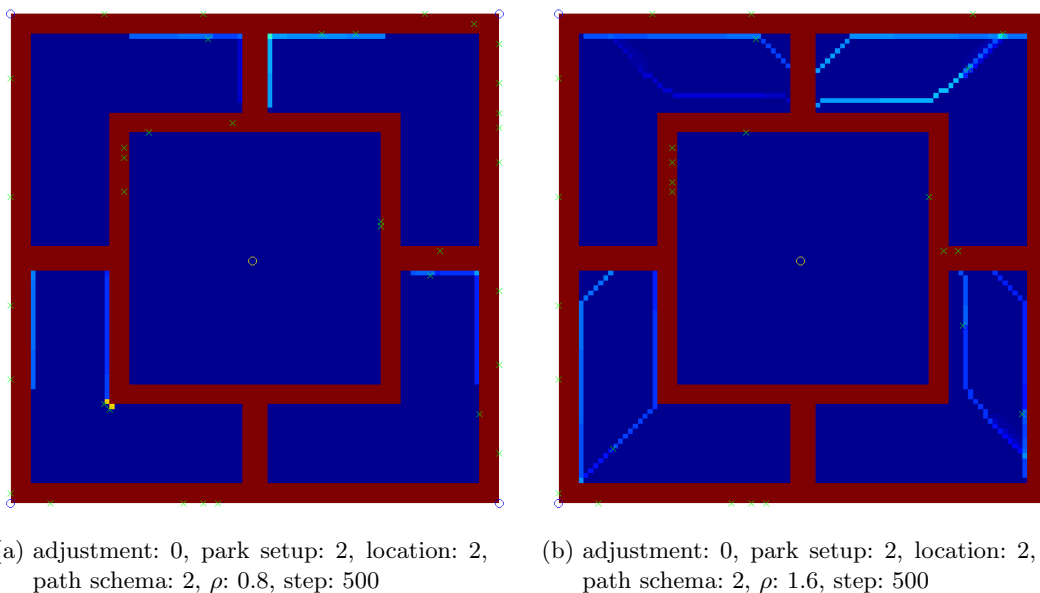 a) adjustment: 0, park setup: 2, location: 2,
path schema: 2, ρ: 0.8, step: 500
(b) adjustment: 0, park setup: 2, location: 2,
path schema: 2, ρ: 1.6, step: 500